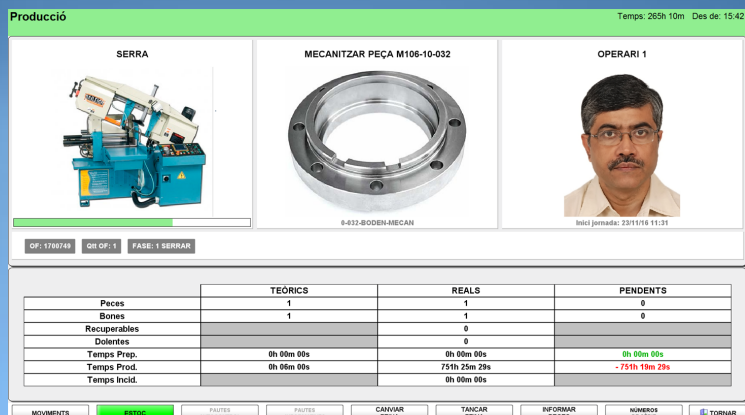 Producció
Temps: 265h 10m Des de: 15:42
SERRA
MECANITZAR PEÇA M106-10-032
OPERARI 1
0-032-BODEN-MECAN
Inici jornada: 23/11/16 11:31
OF: 1700749
Qtt OF: 1
FASE: 1 SERRAR
TEÒRICS REALS PENDENTS
Peces 1 1 0
Bones 1 1 0
Recuperables 0
Dolentes 0
Temps Prep. 0h 00m 00s 0h 00m 00s 0h 00m 00s
Temps Prod. 0h 06m 00s 751h 25m 29s - 751h 19m 29s
Temps Incid. 0h 00m 00s
MOVIMENTS
ESTOC
PAUTES
PAUTES
CANVIAR
TANCAR
INFORMAR
NÚMEROS
TORNAR